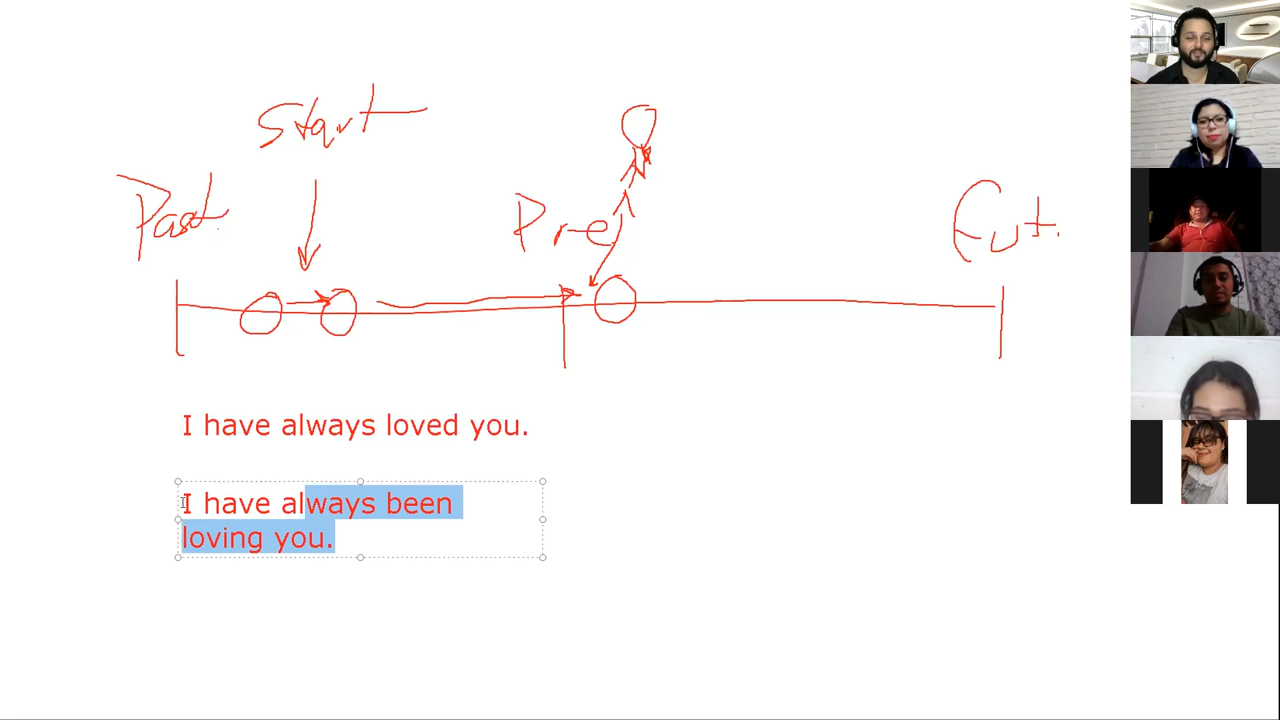 Start
Past
Pre
Fut.
I have always loved you.
I have always been
loving you.